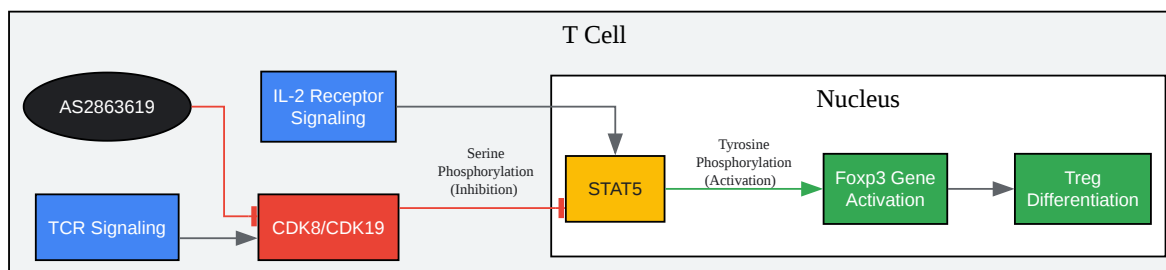 T Cell
AS2863619
IL-2 Receptor
Signaling
Nucleus
Serine
Phosphorylation
(Inhibition)
Tyrosine
Phosphorylation
(Activation)
STAT5
Foxp3 Gene
Activation
Treg
Differentiation
TCR Signaling
CDK8/CDK19